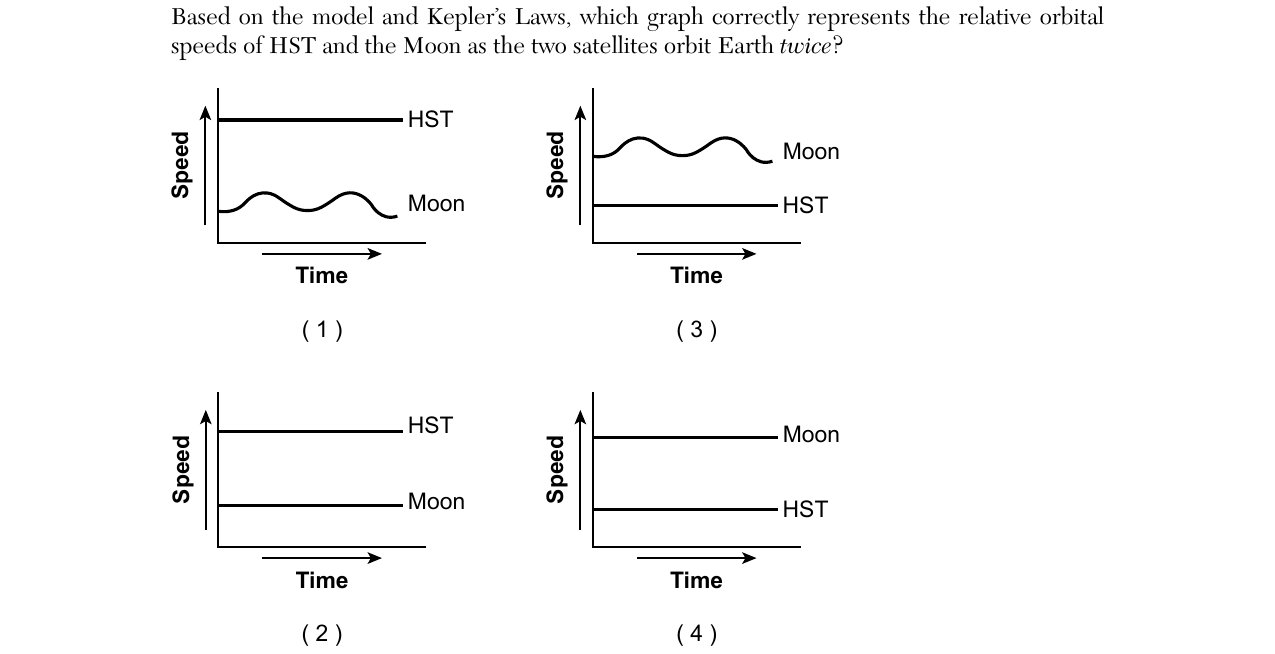 Based on the model and Kepler's Laws, which graph correctly represents the relative orbital
speeds of HST and the Moon as the two satellites orbit Earth twice?
Speed
HST
Moon
Time
( 1 )
Speed
Moon
HST
Time
( 3 )
Speed
HST
Moon
Time
( 2 )
Speed
Moon
HST
Time
( 4 )